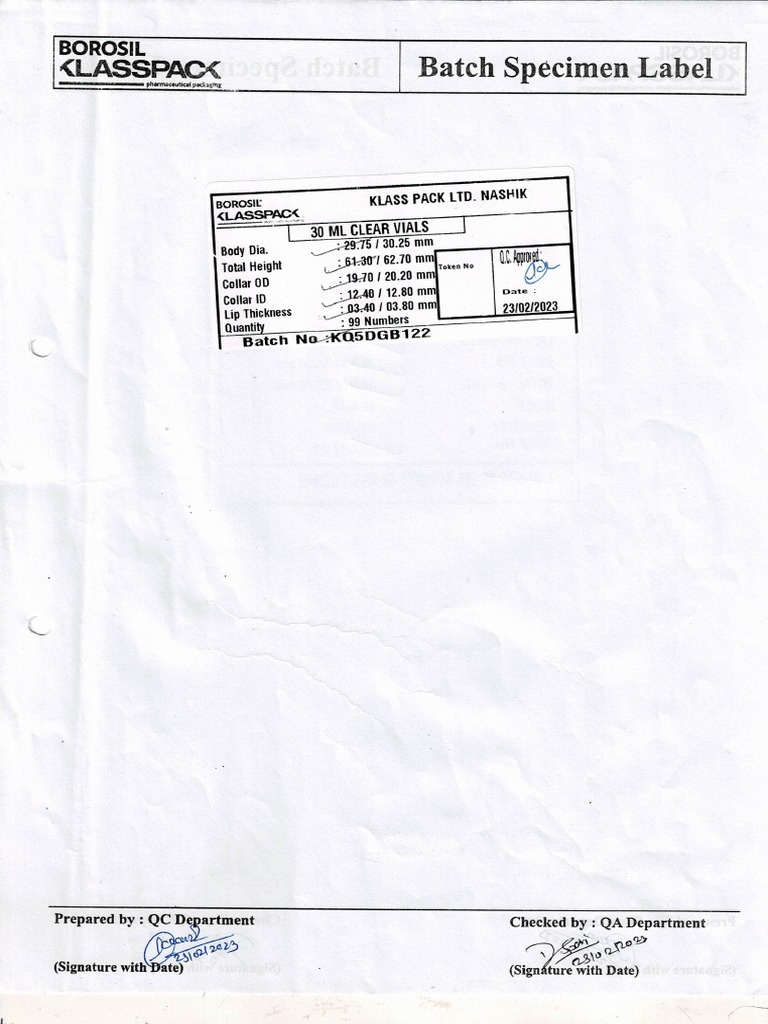 BOROSIL
KLASSPACK
pharmaceutical packaging
Batch Specimen Label
BOROSIL
KLASSPACK
KLASS PACK LTD. NASHIK
30 ML CLEAR VIALS
Body Dia. : 29.75 / 30.25 mm
Total Height : 61.30 / 62.70 mm
Collar OD : 19.70 / 20.20 mm
Collar ID : 12.40 / 12.80 mm
Lip Thickness : 03.40 / 03.80 mm
Quantity : 99 Numbers
Token No
Q.C. Approved:
Date :
23/02/2023
Batch No :KQ5DGB122
Prepared by : QC Department
23/02/2023
(Signature with Date)
Checked by : QA Department
23/02/2023
(Signature with Date)